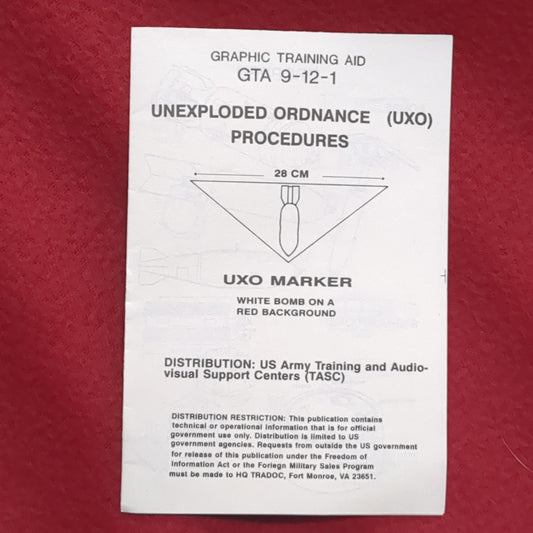 GRAPHIC TRAINING AID
GTA 9-12-1
UNEXPLODED ORDNANCE (UXO)
PROCEDURES
28 CM
UXO MARKER
WHITE BOMB ON A
RED BACKGROUND
DISTRIBUTION: US Army Training and Audio-
visual Support Centers (TASC)
DISTRIBUTION RESTRICTION: This publication contains
technical or operational information that is for official
government use only. Distribution is limited to US
government agencies. Requests from outside the US government
for release of this publication under the Freedom of
Information Act or the Foriegn Military Sales Program
must be made to HQ TRADOC, Fort Monroe, VA 23651.